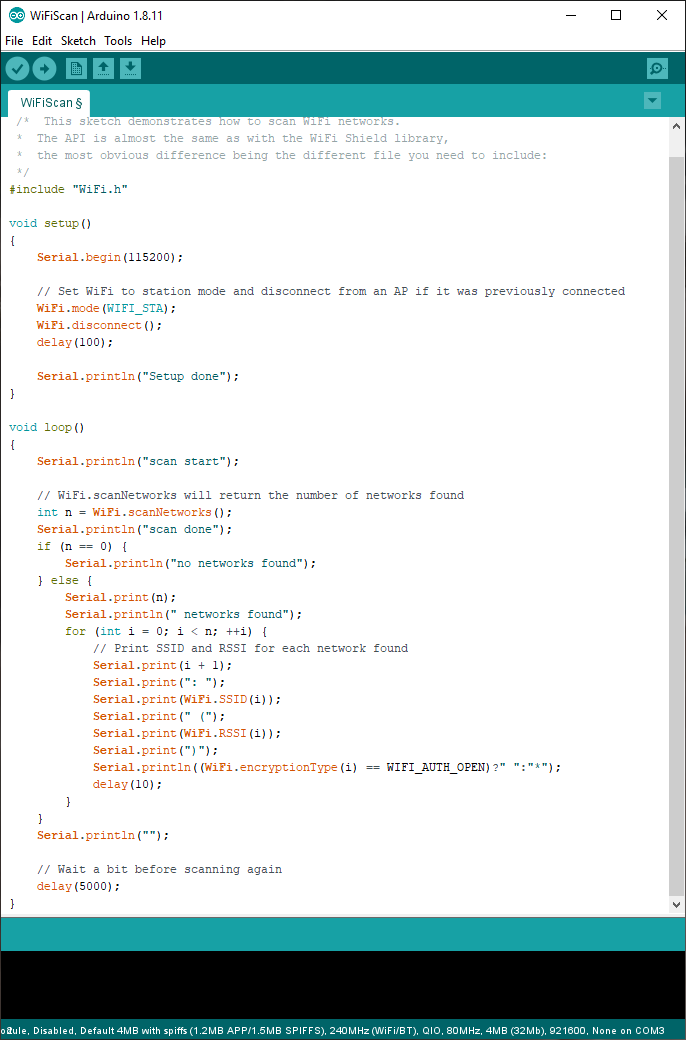 WiFiScan | Arduino 1.8.11
File Edit Sketch Tools Help
WiFiScan §
/*  This sketch demonstrates how to scan WiFi networks.
 *  The API is almost the same as with the WiFi Shield library,
 *  the most obvious difference being the different file you need to include:
 */
#include "WiFi.h"

void setup()
{
    Serial.begin(115200);

    // Set WiFi to station mode and disconnect from an AP if it was previously connected
    WiFi.mode(WIFI_STA);
    WiFi.disconnect();
    delay(100);

    Serial.println("Setup done");
}

void loop()
{
    Serial.println("scan start");

    // WiFi.scanNetworks will return the number of networks found
    int n = WiFi.scanNetworks();
    Serial.println("scan done");
    if (n == 0) {
        Serial.println("no networks found");
    } else {
        Serial.print(n);
        Serial.println(" networks found");
        for (int i = 0; i < n; ++i) {
            // Print SSID and RSSI for each network found
            Serial.print(i + 1);
            Serial.print(": ");
            Serial.print(WiFi.SSID(i));
            Serial.print(" (");
            Serial.print(WiFi.RSSI(i));
            Serial.print(")");
            Serial.println((WiFi.encryptionType(i) == WIFI_AUTH_OPEN)?" ":"*");
            delay(10);
        }
    }
    Serial.println("");

    // Wait a bit before scanning again
    delay(5000);
}
Disabled, Default 4MB with spiffs (1.2MB APP/1.5MB SPIFFS), 240MHz (WiFi/BT), QIO, 80MHz, 4MB (32Mb), 921600, None on COM3